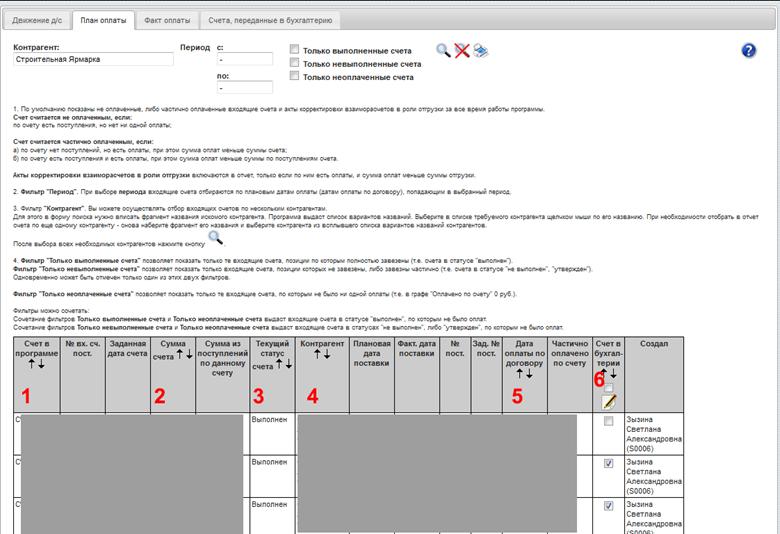 Движение д/с
План оплаты
Факт оплаты
Счета, переданные в бухгалтерию
Контрагент:
Строительная Ярмарка
Период с:
-
по:
-
Только выполненные счета
Только невыполненные счета
Только неоплаченные счета
?
1. По умолчанию показаны не оплаченные, либо частично оплаченные входящие счета и акты корректировки взаиморасчетов в роли отгрузки за все время работы программы.
Счет считается не оплаченным, если:
по счету есть поступления, но нет ни одной оплаты;
Счет считается частично оплаченным, если:
а) по счету нет поступлений, но есть оплаты, при этом сумма оплат меньше суммы счета;
б) по счету есть поступления и есть оплаты, при этом сумма оплат меньше суммы по поступлениям счета.
Акты корректировки взаиморасчетов в роли отгрузки включаются в отчет, только если по ним есть оплаты, и сумма оплат меньше суммы отгрузки.
2. Фильтр "Период". При выборе периода входящие счета отбираются по плановым датам оплаты (датам оплаты по договору), попадающим в выбранный период.
3. Фильтр "Контрагент". Вы можете осуществлять отбор входящих счетов по нескольким контрагентам.
Для этого в форму поиска нужно вписать фрагмент названия искомого контрагента. Программа выдаст список вариантов названий. Выберите в списке требуемого контрагента щелчком мыши по его названию. При необходимости отобрать в отчет
счета по еще одному контрагенту - снова наберите фрагмент его названия и выберите контрагента из всплывшего списка вариантов названий контрагентов.
После выбора всех необходимых контрагентов нажмите кнопку .
4. Фильтр "Только выполненные счета" позволяет показать только те входящие счета, позиции по которым полностью завезены (т.е. счета в статусе "выполнен").
Фильтр "Только невыполненные счета" позволяет показать только те входящие счета, позиции которых не завезены, либо завезены частично (т.е. счета в статусе "не выполнен", "утвержден").
Одновременно может быть отмечен только один из этих двух фильтров.
Фильтр "Только неоплаченные счета" позволяет показать только те входящие счета, по которым не было ни одной оплаты (т.е. в графе "Оплачено по счету" 0 руб.).
Фильтры можно сочетать:
Сочетание фильтров Только выполненные счета и Только неоплаченные счета выдаст входящие счета в статусе "выполнен", по которым не было оплат.
Сочетание фильтров Только невыполненные счета и Только неоплаченные счета выдаст входящие счета в статусах "не выполнен", либо "утвержден", по которым не было оплат.
Счет в программе
№ вх. сч. пост.
Заданная дата счета
Сумма счета
Сумма из поступлений по данному счету
Текущий статус счета
Контрагент
Плановая дата поставки
Факт. дата поставки
№ пост.
Зад. № пост.
Дата оплаты по договору
Частично оплачено по счету
Счет в бухгал-терии
Создал
1 2 3 4 5 6
Выполнен
Зызина
Светлана
Александровна
(S0006)
Выполнен
Зызина
Светлана
Александровна
(S0006)
Выполнен
Зызина
Светлана
Александровна
(S0006)